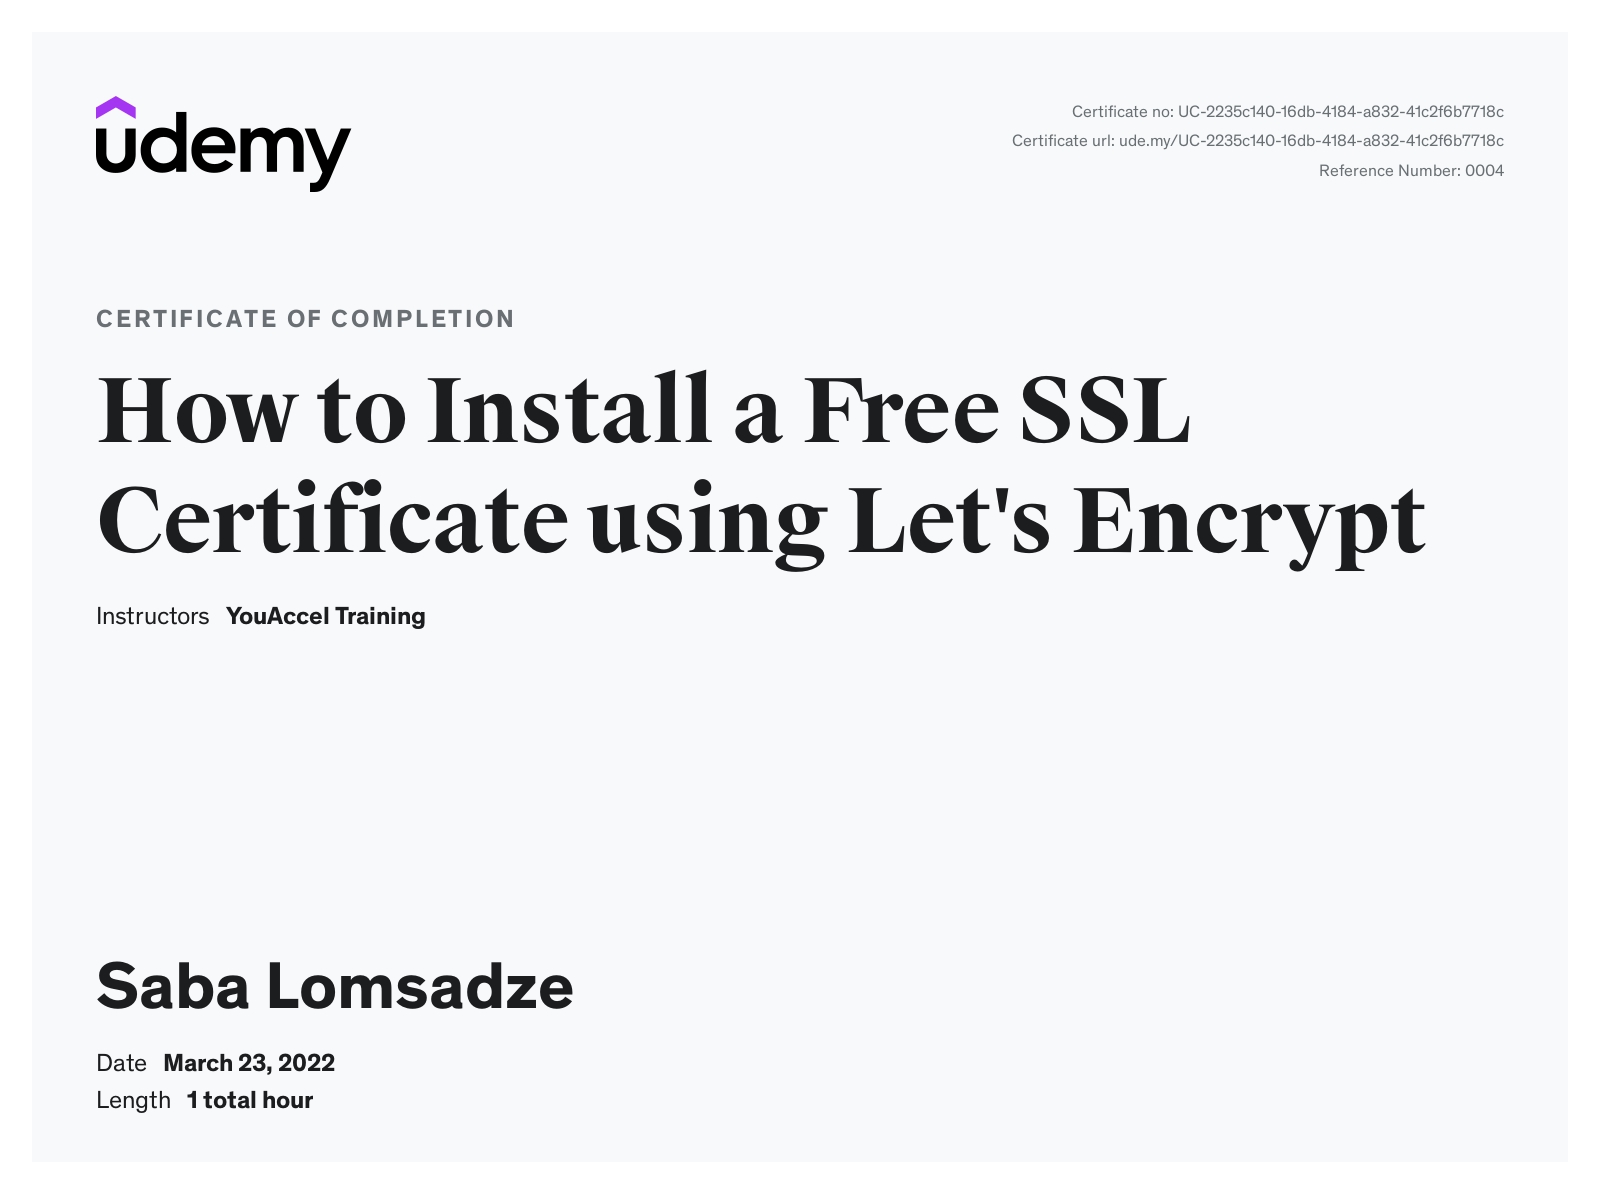 udemy
Certificate no: UC-2235c140-16db-4184-a832-41c2f6b7718c
Certificate url: ude.my/UC-2235c140-16db-4184-a832-41c2f6b7718c
Reference Number: 0004
CERTIFICATE OF COMPLETION
How to Install a Free SSL
Certificate using Let's Encrypt
Instructors YouAccel Training
Saba Lomsadze
Date March 23, 2022
Length 1 total hour